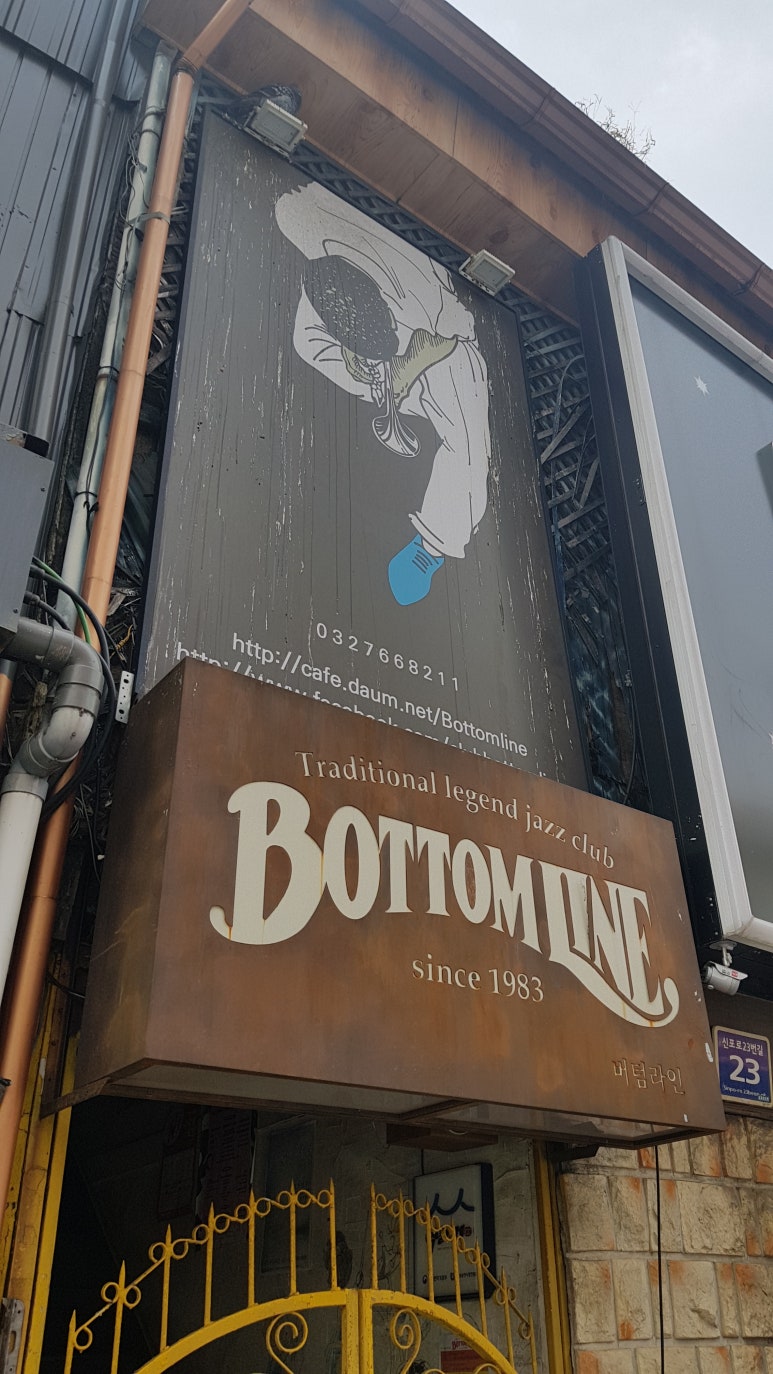 0327668211
http://cafe.daum.net/Bottomline
Traditional legend jazz club
BOTTOMLINE
since 1983
버텀라인
신포로23번길
23
BOTTOM